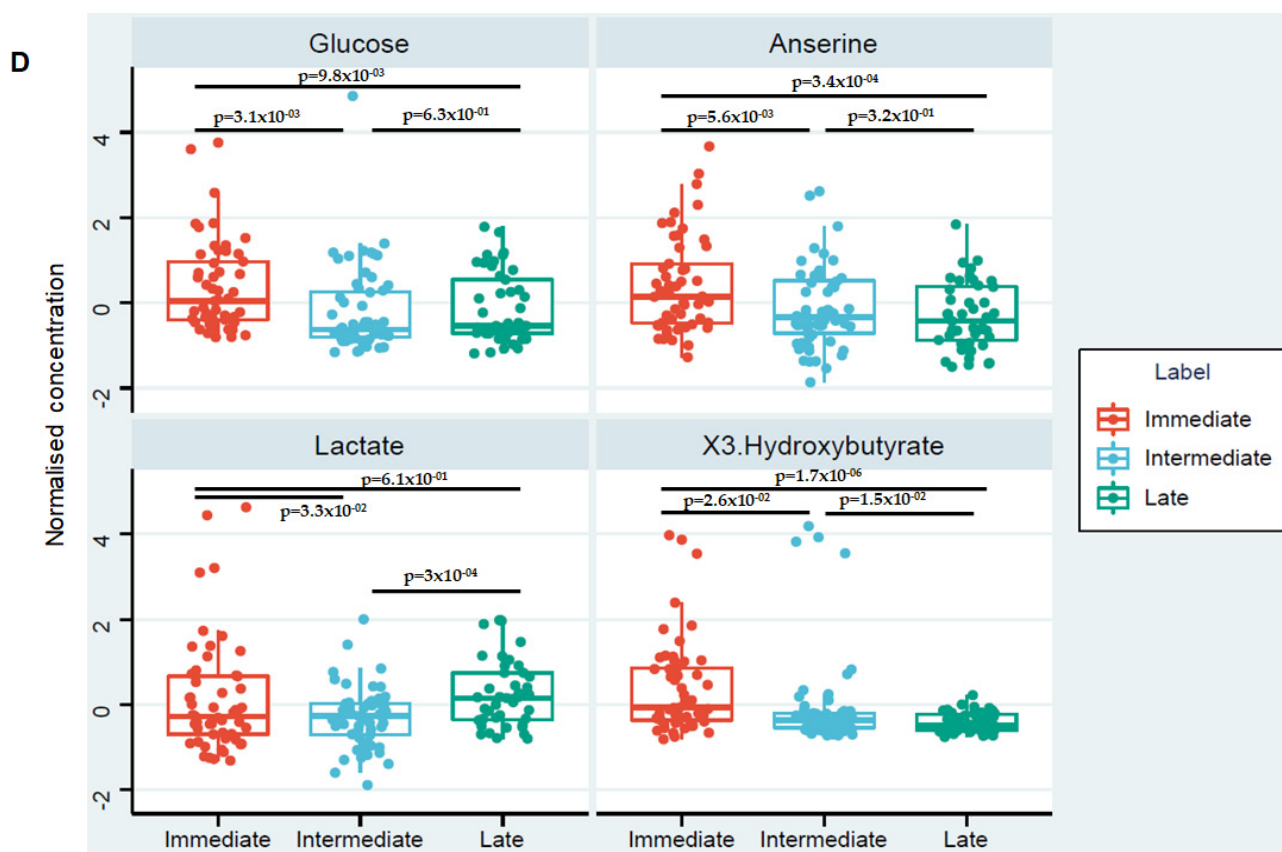 D
Glucose
Anserine
p=9.8x10⁻⁰³
p=3.4x10⁻⁰⁴
p=3.1x10⁻⁰³
p=6.3x10⁻⁰¹
p=5.6x10⁻⁰³
p=3.2x10⁻⁰¹
4
2
0
-2
Normalised concentration
Lactate
X3.Hydroxybutyrate
p=6.1x10⁻⁰¹
p=1.7x10⁻⁰⁶
p=3.3x10⁻⁰²
p=2.6x10⁻⁰²
p=1.5x10⁻⁰²
p=3x10⁻⁰⁴
4
2
0
-2
Immediate
Intermediate
Late
Immediate
Intermediate
Late
Label
Immediate
Intermediate
Late